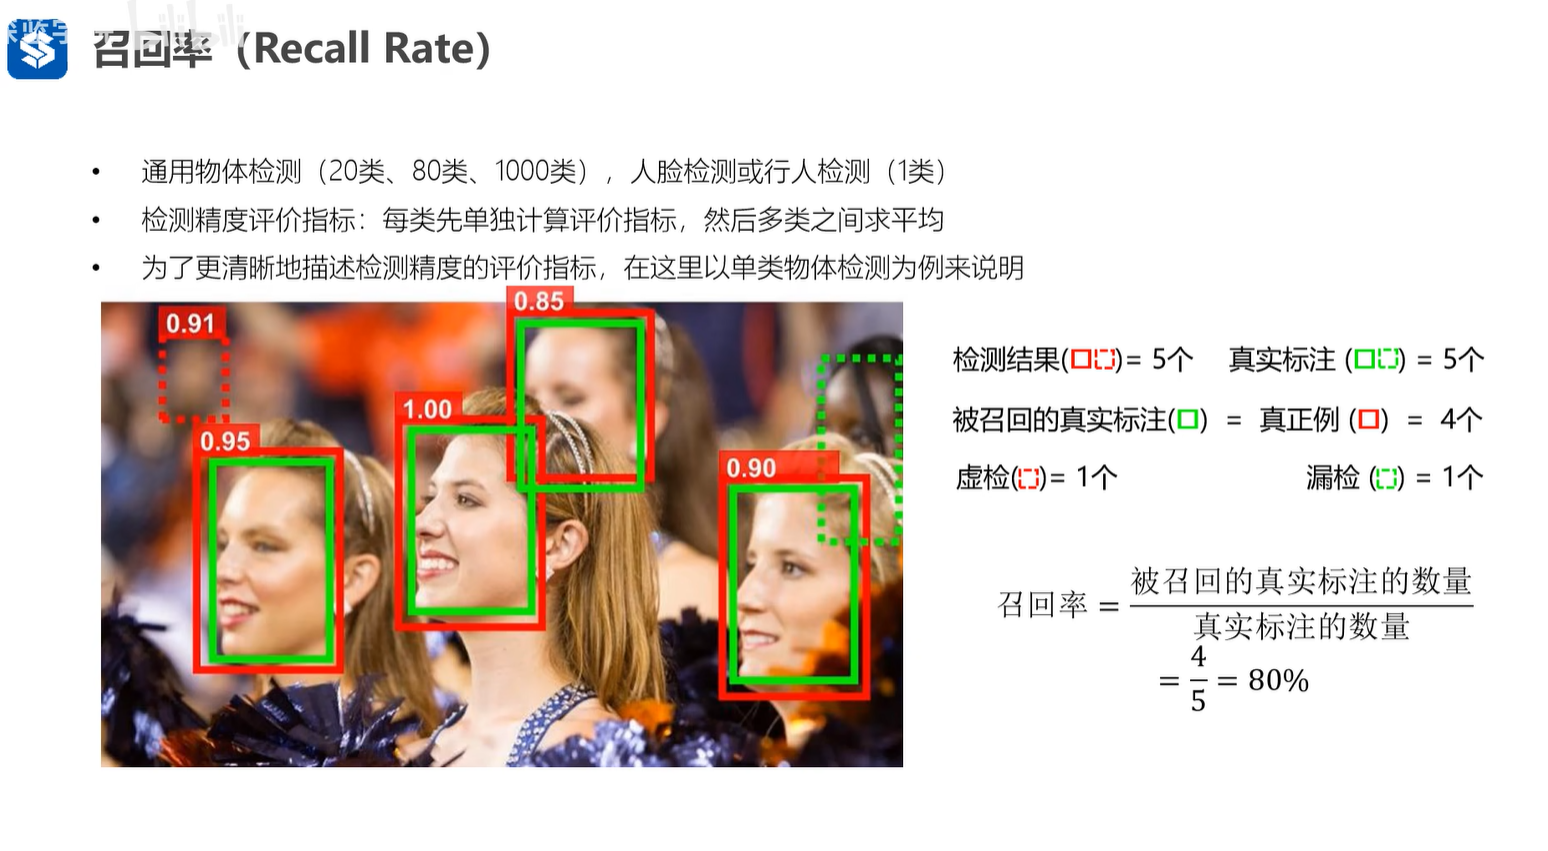 召回率（Recall Rate）
bilibili
• 通用物体检测（20类、80类、1000类），人脸检测或行人检测（1类）
• 检测精度评价指标：每类先单独计算评价指标，然后多类之间求平均
• 为了更清晰地描述检测精度的评价指标，在这里以单类物体检测为例来说明
0.91
0.85
1.00
0.95
0.90
检测结果( )= 5个 真实标注 ( ) = 5个
被召回的真实标注( ) = 真正例 ( ) = 4个
虚检( )= 1个 漏检 ( ) = 1个
召回率 = 被召回的真实标注的数量
真实标注的数量
= 4/5 = 80%